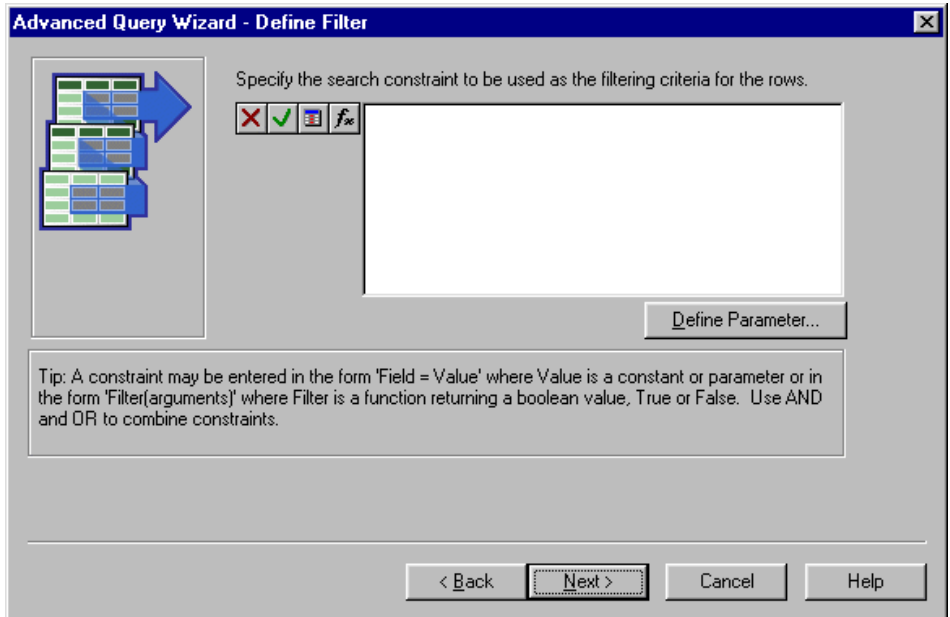 Advanced Query Wizard - Define Filter
Specify the search constraint to be used as the filtering criteria for the rows.
Define Parameter...
Tip: A constraint may be entered in the form 'Field = Value' where Value is a constant or parameter or in
the form 'Filter(arguments)' where Filter is a function returning a boolean value, True or False.  Use AND
and OR to combine constraints.
< Back
Next >
Cancel
Help